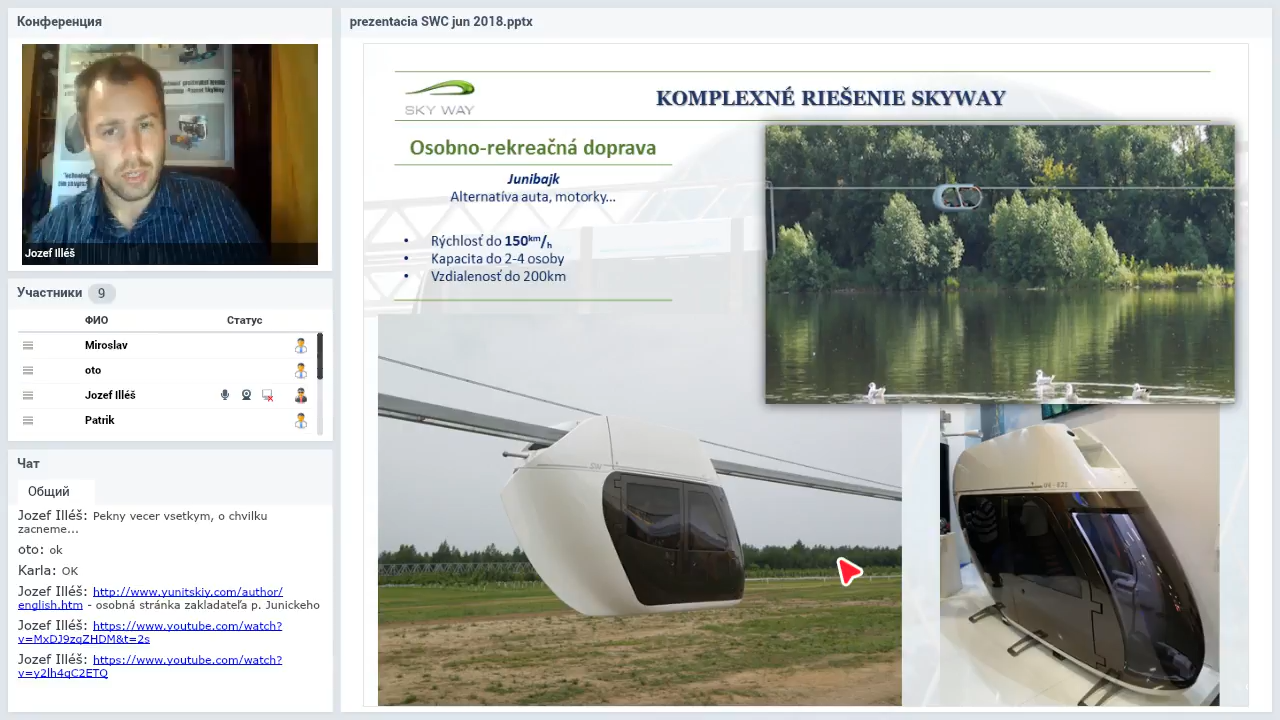 Конференция
Jozef Illéš
Участники 9
ФИО Статус
Miroslav
oto
Jozef Illéš
Patrik
Чат
Общий
Jozef Illéš: Pekny vecer vsetkym, o chvilku
zacneme...
oto: ok
Karla: OK
Jozef Illéš: http://www.yunitskiy.com/author/
english.htm - osobná stránka zakladateľa p. Junickeho
Jozef Illéš: https://www.youtube.com/watch?
v=MxDJ9zqZHDM&t=2s
Jozef Illéš: https://www.youtube.com/watch?
v=y2lh4qC2ETQ
prezentacia SWC jun 2018.pptx
SKY WAY
KOMPLEXNÉ RIEŠENIE SKYWAY
Osobno-rekreačná doprava
Junibajk
Alternatíva auta, motorky...
• Rýchlosť do 150km/h
• Kapacita do 2-4 osoby
• Vzdialenosť do 200km